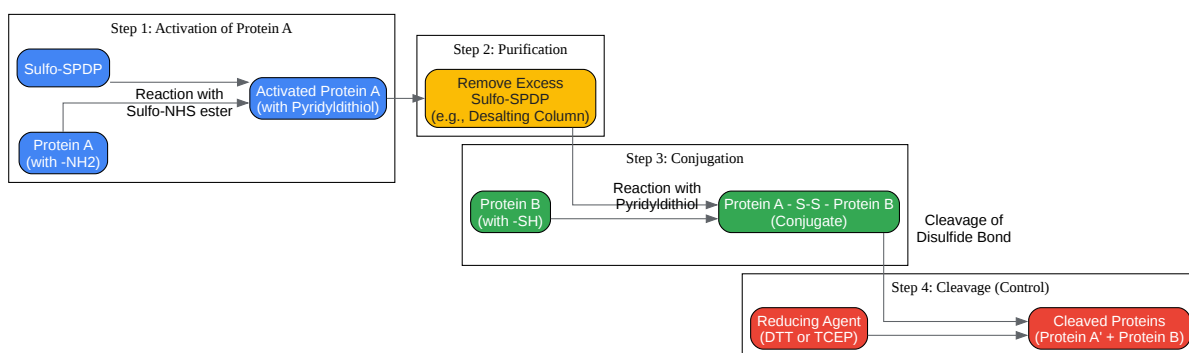 Step 1: Activation of Protein A
Sulfo-SPDP
Reaction with
Sulfo-NHS ester
Protein A
(with -NH2)
Activated Protein A
(with Pyridyldithiol)
Step 2: Purification
Remove Excess
Sulfo-SPDP
(e.g., Desalting Column)
Step 3: Conjugation
Protein B
(with -SH)
Reaction with
Pyridyldithiol
Protein A - S-S - Protein B
(Conjugate)
Cleavage of
Disulfide Bond
Step 4: Cleavage (Control)
Reducing Agent
(DTT or TCEP)
Cleaved Proteins
(Protein A' + Protein B)